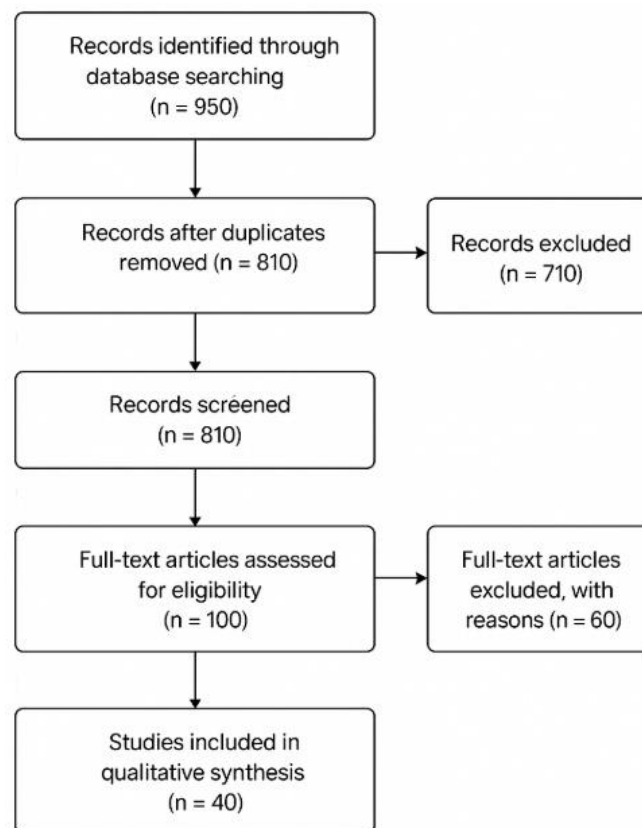 Records identified through
database searching
(n = 950)
Records after duplicates
removed (n = 810)
Records excluded
(n = 710)
Records screened
(n = 810)
Full-text articles assessed
for eligibility
(n = 100)
Full-text articles
excluded, with
reasons (n = 60)
Studies included in
qualitative synthesis
(n = 40)